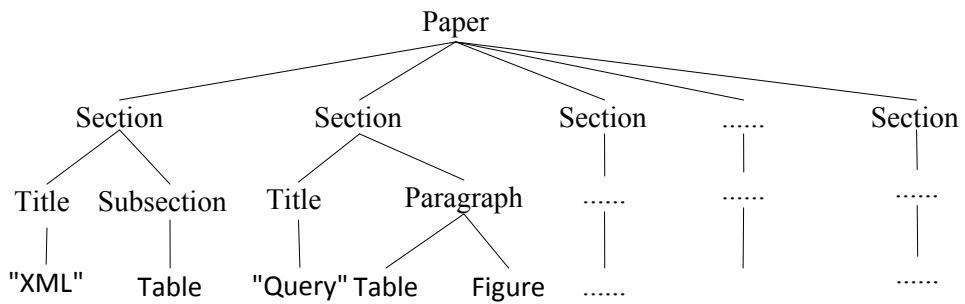 Paper
Section Section Section ...... Section
Title Subsection Title Paragraph ...... ...... ......
"XML" Table "Query" Table Figure ...... ......